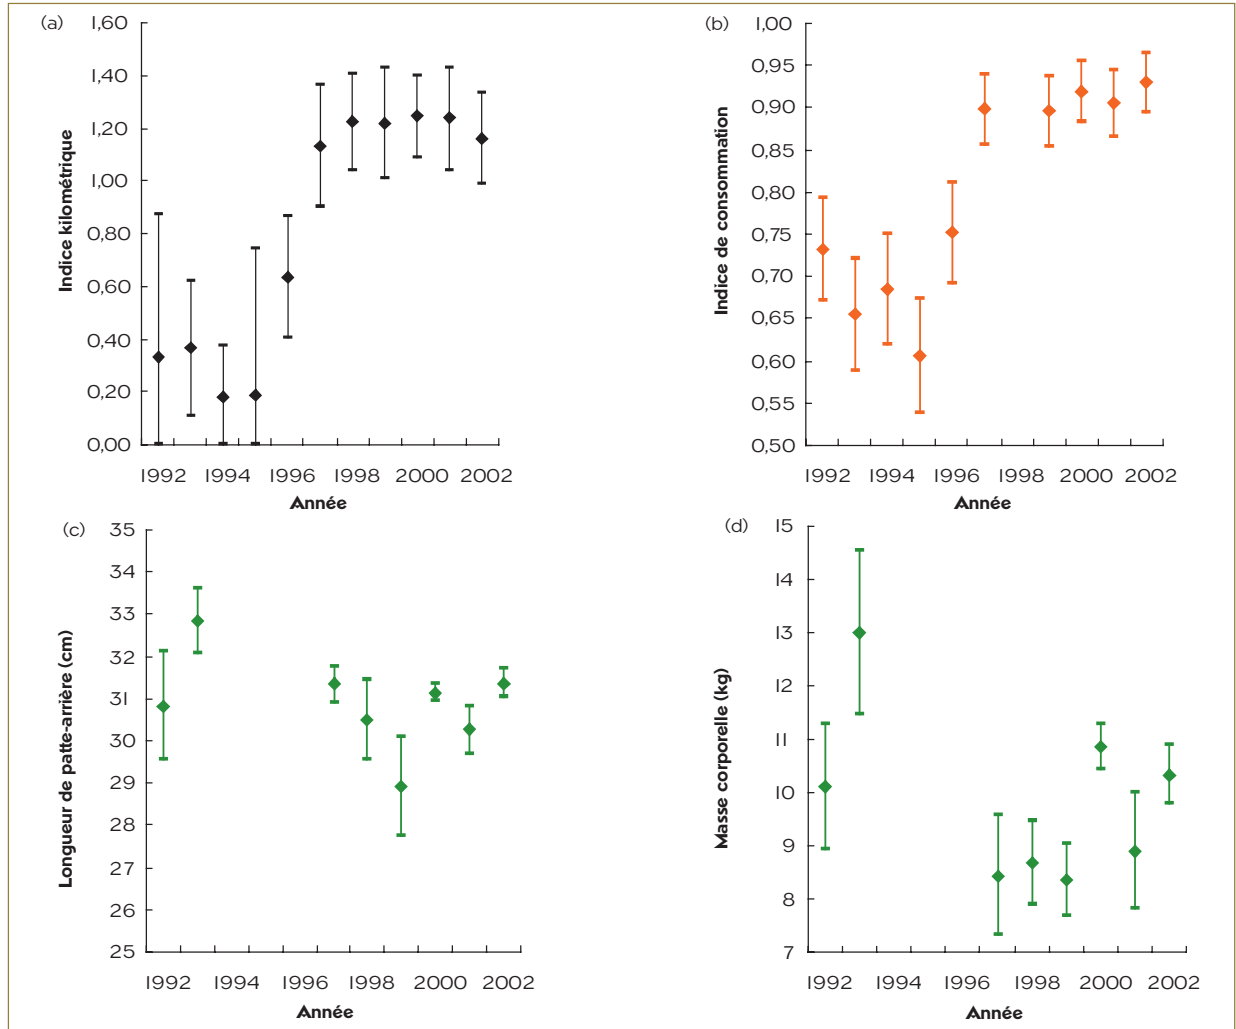 (a)
1,60
1,40
1,20
1,00
0,80
0,60
0,40
0,20
0,00
Indice kilométrique
1992 1994 1996 1998 2000 2002
Année
(b)
1,00
0,95
0,90
0,85
0,80
0,75
0,70
0,65
0,60
0,55
0,50
Indice de consommation
1992 1994 1996 1998 2000 2002
Année
(c)
35
34
33
32
31
30
29
28
27
26
25
Longueur de patte-arrière (cm)
1992 1994 1996 1998 2000 2002
Année
(d)
15
14
13
12
11
10
9
8
7
Masse corporelle (kg)
1992 1994 1996 1998 2000 2002
Année